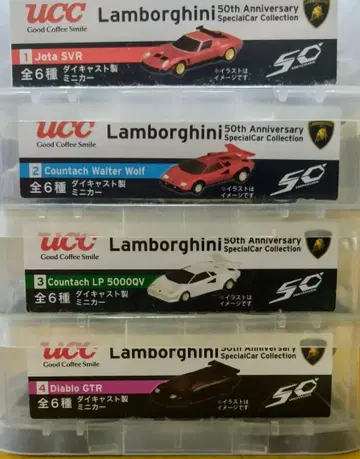 ucc
Good Coffee Smile
Lamborghini
50th Anniversary
SpecialCar Collection
1 Jota SVR
全6種 ダイキャスト製
ミニカー
※イラストは
イメージです。
50
ucc
Good Coffee Smile
Lamborghini
50th Anniversary
SpecialCar Collection
2 Countach Walter Wolf
全6種 ダイキャスト製
ミニカー
※イラストは
イメージです。
50
ucc
Good Coffee Smile
Lamborghini
50th Anniversary
SpecialCar Collection
3 Countach LP 5000QV
全6種 ダイキャスト製
ミニカー
※イラストは
イメージです。
50
ucc
Good Coffee Smile
Lamborghini
50th Anniversary
SpecialCar Collection
4 Diablo GTR
全6種 ダイキャスト製
ミニカー
※イラストは
イメージです。
50